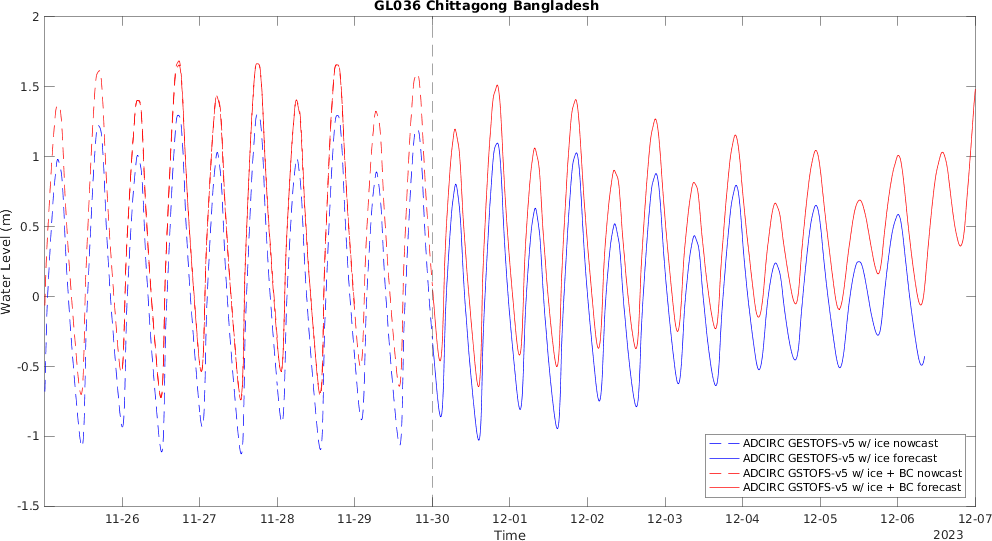 GL036 Chittagong Bangladesh
2
1.5
1
0.5
0
-0.5
-1
-1.5
Water Level (m)
ADCIRC GESTOFS-v5 w/ ice nowcast
ADCIRC GESTOFS-v5 w/ ice forecast
ADCIRC GSTOFS-v5 w/ ice + BC nowcast
ADCIRC GSTOFS-v5 w/ ice + BC forecast
11-26 11-27 11-28 11-29 11-30 12-01 12-02 12-03 12-04 12-05 12-06 12-07
Time
2023